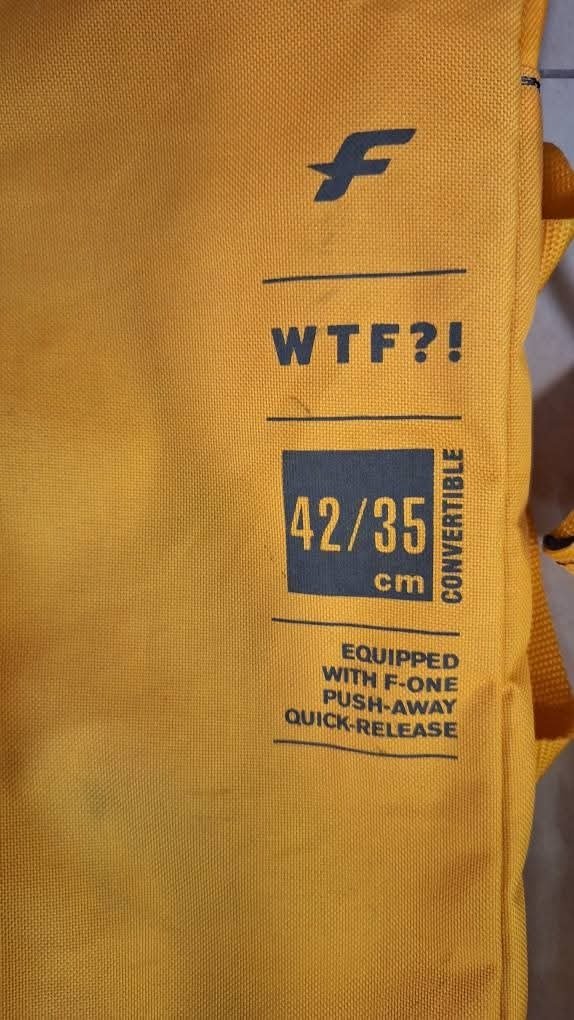 F
WTF?!
42/35
cm
CONVERTIBLE
EQUIPPED
WITH F-ONE
PUSH-AWAY
QUICK-RELEASE